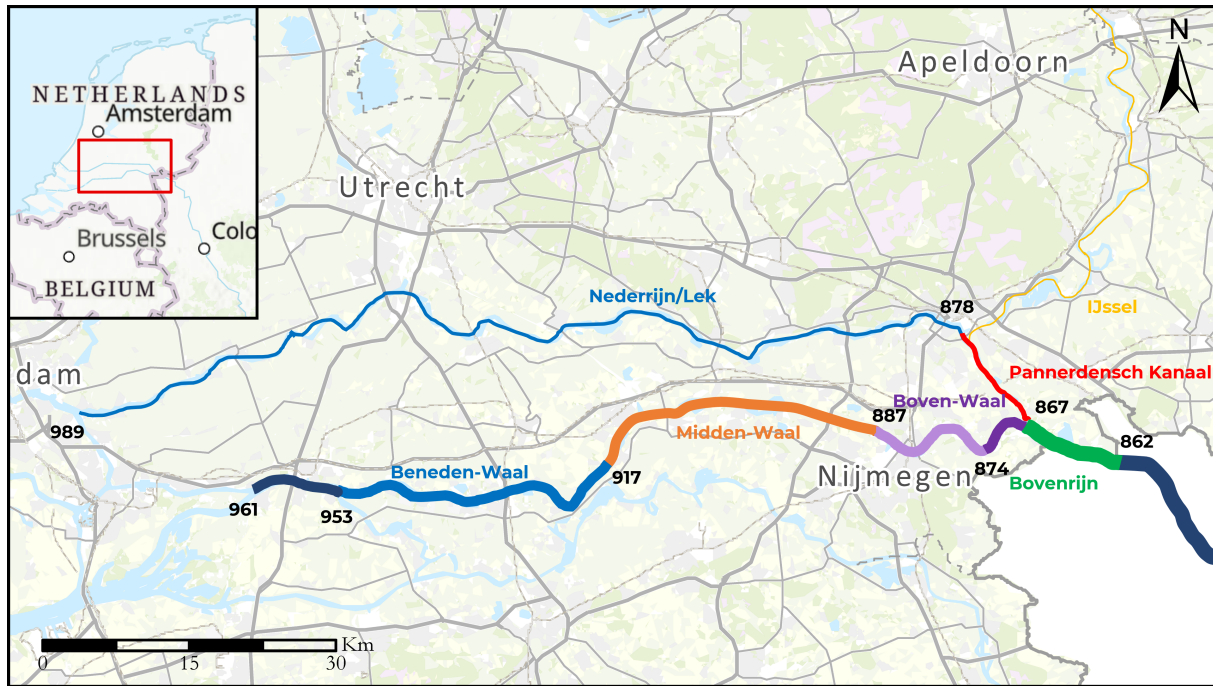 N
Apeldoorn
NETHERLANDS
Amsterdam
Utrecht
Brussels
Colo
BELGIUM
Nederrijn/Lek
878
IJssel
dam
Pannerdensch Kanaal
Boven-Waal
867
989
887
Midden-Waal
862
Beneden-Waal
917
874
Nijmegen
Bovenrijn
961
953
Km
0
15
30